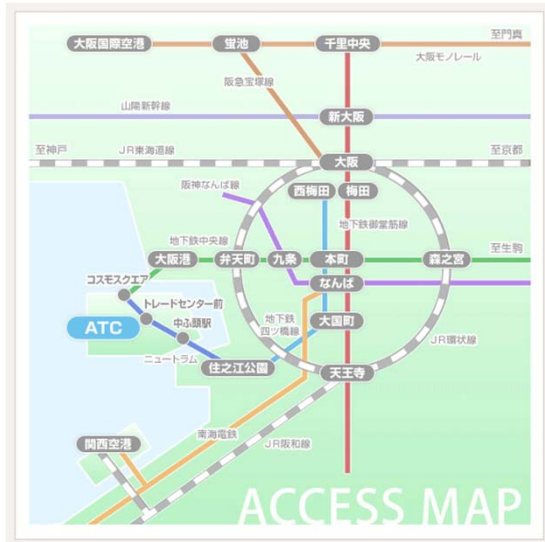 至門真
大阪国際空港
蛍池
千里中央
大阪モノレール
阪急宝塚線
山陽新幹線
新大阪
至神戸
JR東海道線
大阪
至京都
阪神なんば線
西梅田
梅田
地下鉄御堂筋線
地下鉄中央線
至生駒
大阪港
弁天町
九条
本町
森之宮
コスモスクエア
なんば
トレードセンター前
ATC
中ふ頭駅
地下鉄
四ツ橋線
大国町
JR環状線
ニュートラム
住之江公園
天王寺
南海電鉄
JR阪和線
関西空港
ACCESS MAP